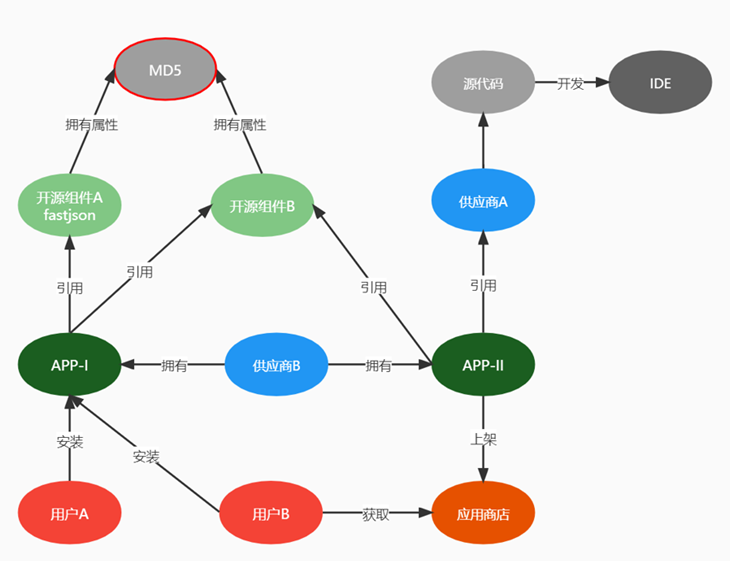 MD5
源代码
开发
IDE
拥有属性
拥有属性
开源组件A
fastjson
开源组件B
供应商A
引用
引用
引用
引用
APP-I
拥有
供应商B
拥有
APP-II
安装
安装
上架
用户A
用户B
获取
应用商店